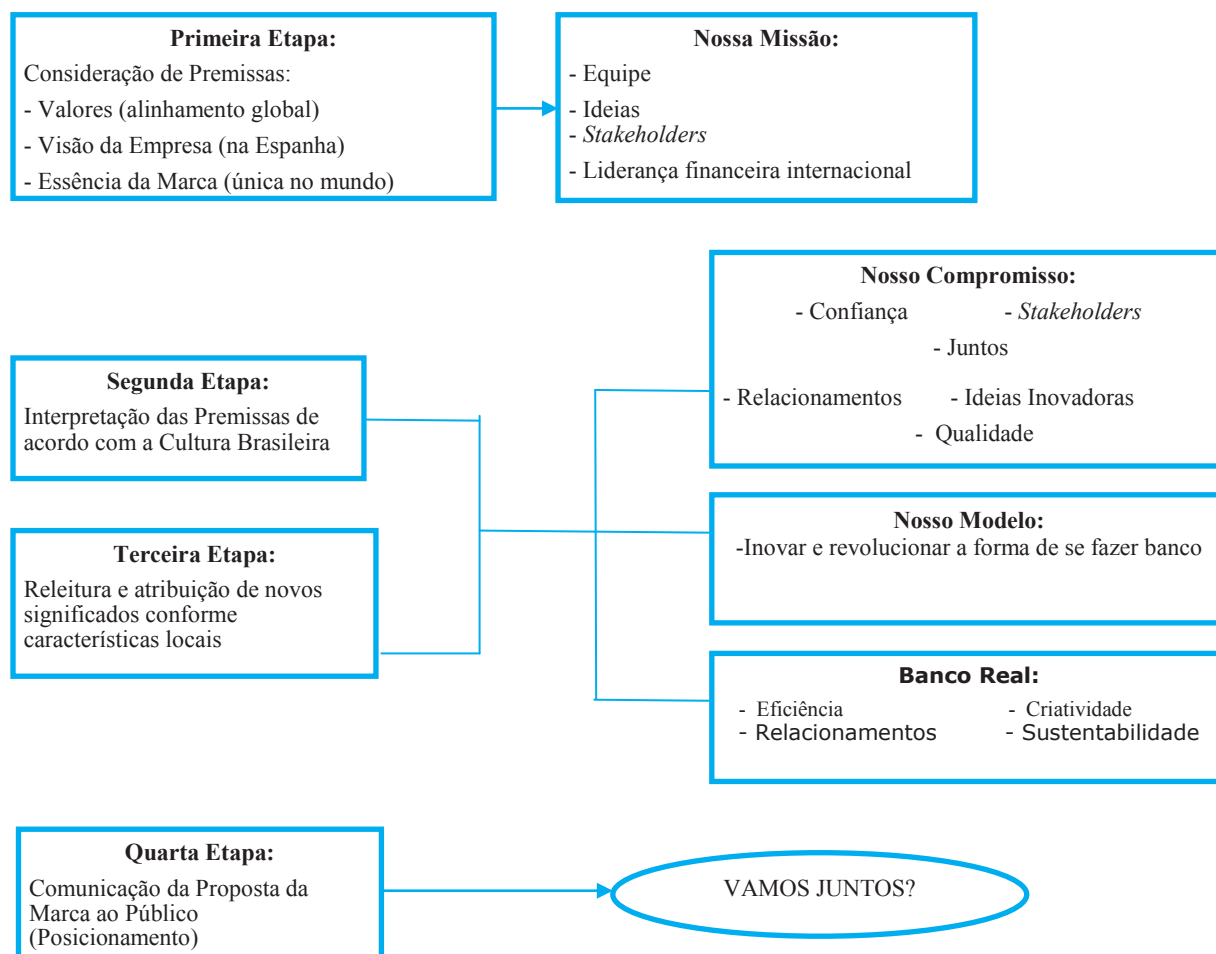 Primeira Etapa:
Consideração de Premissas:
- Valores (alinhamento global)
- Visão da Empresa (na Espanha)
- Essência da Marca (única no mundo)
Nossa Missão:
- Equipe
- Ideias
- Stakeholders
- Liderança financeira internacional
Segunda Etapa:
Interpretação das Premissas de
acordo com a Cultura Brasileira
Terceira Etapa:
Releitura e atribuição de novos
significados conforme
características locais
Nosso Compromisso:
- Confiança - Stakeholders
- Juntos
- Relacionamentos - Ideias Inovadoras
- Qualidade
Nosso Modelo:
-Inovar e revolucionar a forma de se fazer banco
Banco Real:
- Eficiência - Criatividade
- Relacionamentos - Sustentabilidade
Quarta Etapa:
Comunicação da Proposta da
Marca ao Público
(Posicionamento)
VAMOS JUNTOS?